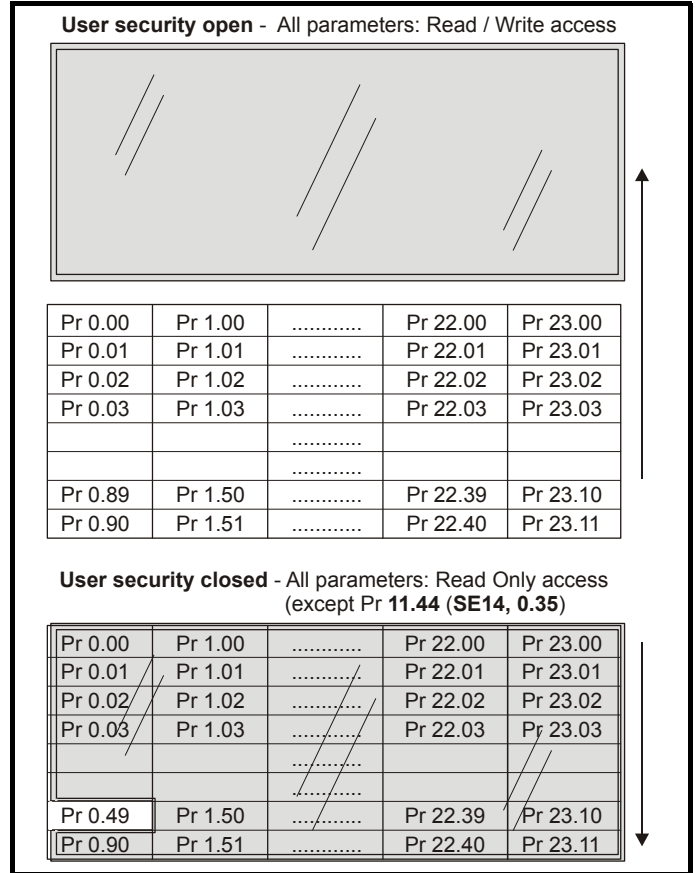 User security open - All parameters: Read / Write access
Pr 0.00 Pr 1.00 ............ Pr 22.00 Pr 23.00
Pr 0.01 Pr 1.01 ............ Pr 22.01 Pr 23.01
Pr 0.02 Pr 1.02 ............ Pr 22.02 Pr 23.02
Pr 0.03 Pr 1.03 ............ Pr 22.03 Pr 23.03
............
............
Pr 0.89 Pr 1.50 ............ Pr 22.39 Pr 23.10
Pr 0.90 Pr 1.51 ............ Pr 22.40 Pr 23.11
User security closed - All parameters: Read Only access
(except Pr 11.44 (SE14, 0.35)
Pr 0.00 Pr 1.00 ............ Pr 22.00 Pr 23.00
Pr 0.01 Pr 1.01 ............ Pr 22.01 Pr 23.01
Pr 0.02 Pr 1.02 ............ Pr 22.02 Pr 23.02
Pr 0.03 Pr 1.03 ............ Pr 22.03 Pr 23.03
............
............
Pr 0.49 Pr 1.50 ............ Pr 22.39 Pr 23.10
Pr 0.90 Pr 1.51 ............ Pr 22.40 Pr 23.11